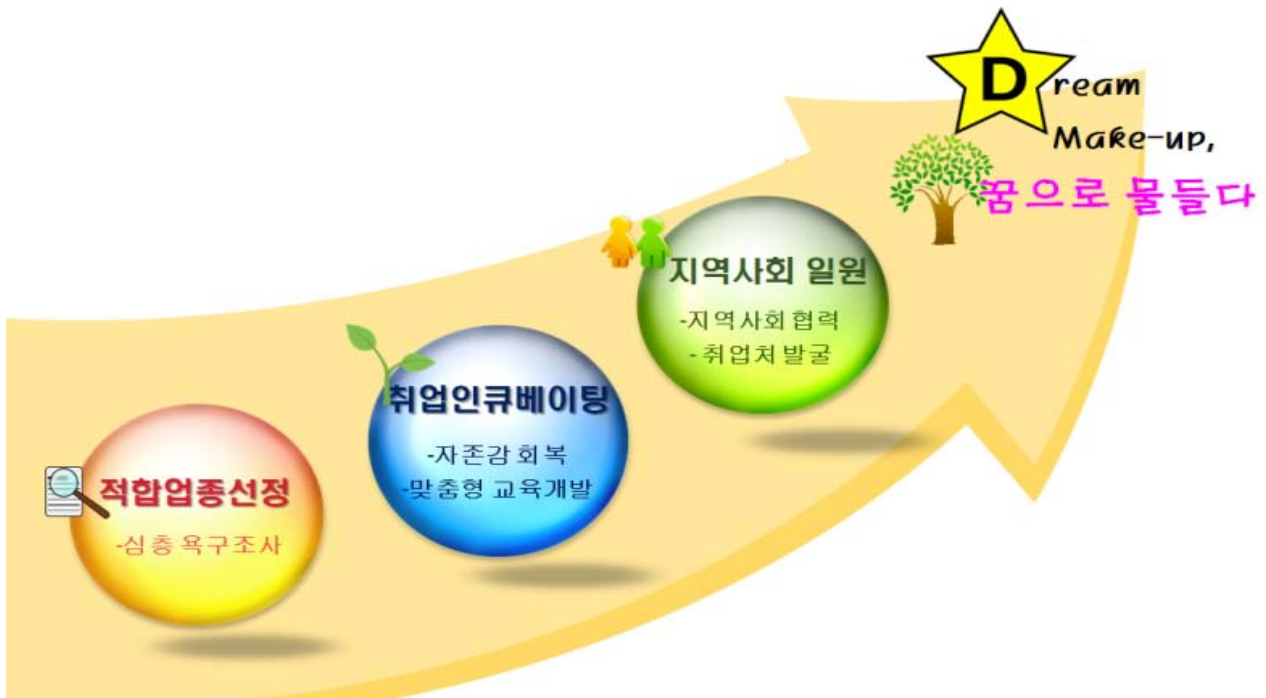 Dream
Make-up,
꿈으로 물들다
지역사회 일원
-지역사회협력
-취업처발굴
취업인큐베이팅
-자존감회복
-맞춤형 교육개발
적합업종선정
-심층욕구조사